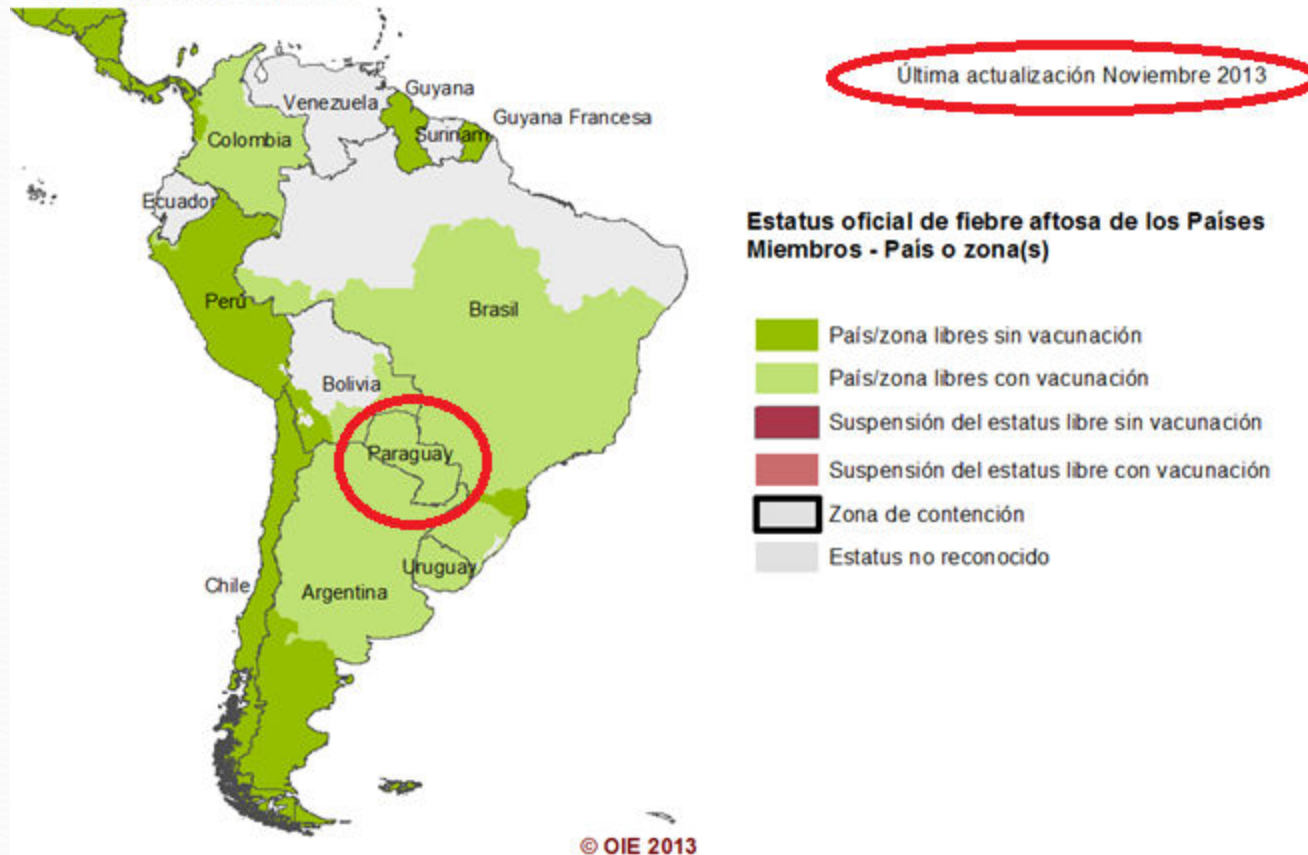 Última actualización Noviembre 2013
Guyana
Venezuela
Guyana Francesa
Surinam
Colombia
Ecuador
Estatus oficial de fiebre aftosa de los Países
Miembros - País o zona(s)
Perú
Brasil
País/zona libres sin vacunación
País/zona libres con vacunación
Bolivia
Suspensión del estatus libre sin vacunación
Paraguay
Suspensión del estatus libre con vacunación
Zona de contención
Estatus no reconocido
Uruguay
Chile
Argentina
© OIE 2013